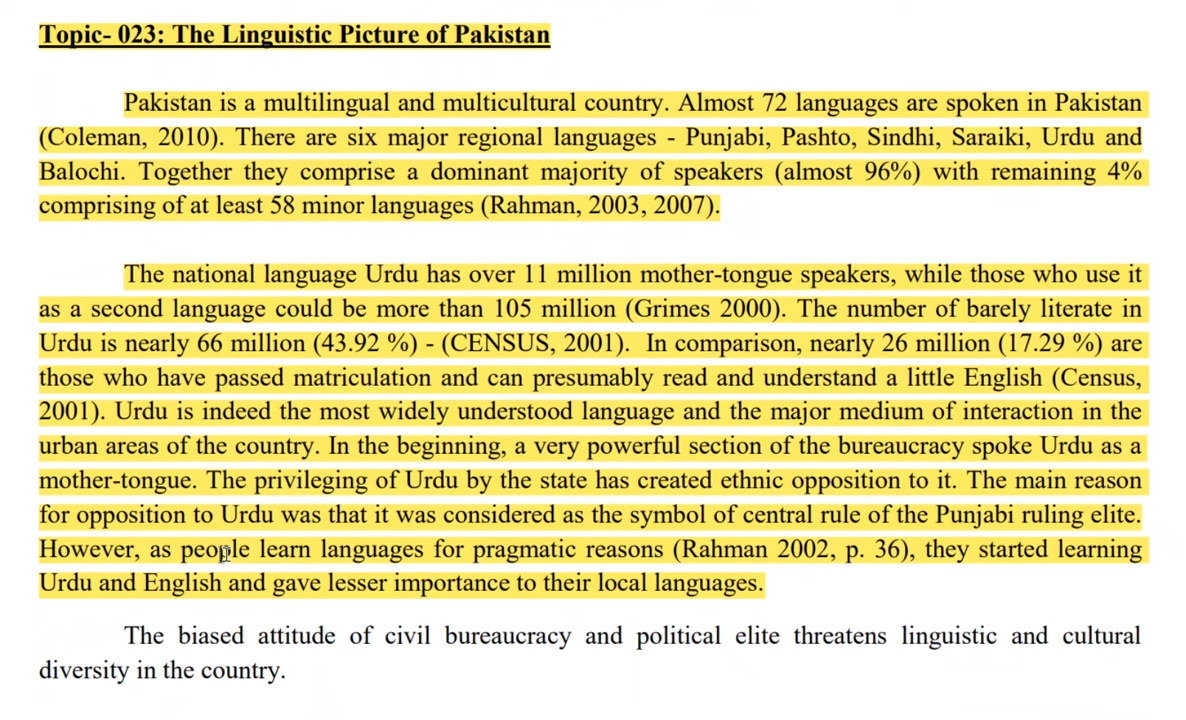 Topic- 023: The Linguistic Picture of Pakistan
Pakistan is a multilingual and multicultural country. Almost 72 languages are spoken in Pakistan
(Coleman, 2010). There are six major regional languages - Punjabi, Pashto, Sindhi, Saraiki, Urdu and
Balochi. Together they comprise a dominant majority of speakers (almost 96%) with remaining 4%
comprising of at least 58 minor languages (Rahman, 2003, 2007).
The national language Urdu has over 11 million mother-tongue speakers, while those who use it
as a second language could be more than 105 million (Grimes 2000). The number of barely literate in
Urdu is nearly 66 million (43.92 %) - (CENSUS, 2001). In comparison, nearly 26 million (17.29 %) are
those who have passed matriculation and can presumably read and understand a little English (Census,
2001). Urdu is indeed the most widely understood language and the major medium of interaction in the
urban areas of the country. In the beginning, a very powerful section of the bureaucracy spoke Urdu as a
mother-tongue. The privileging of Urdu by the state has created ethnic opposition to it. The main reason
for opposition to Urdu was that it was considered as the symbol of central rule of the Punjabi ruling elite.
However, as people learn languages for pragmatic reasons (Rahman 2002, p. 36), they started learning
Urdu and English and gave lesser importance to their local languages.
The biased attitude of civil bureaucracy and political elite threatens linguistic and cultural
diversity in the country.